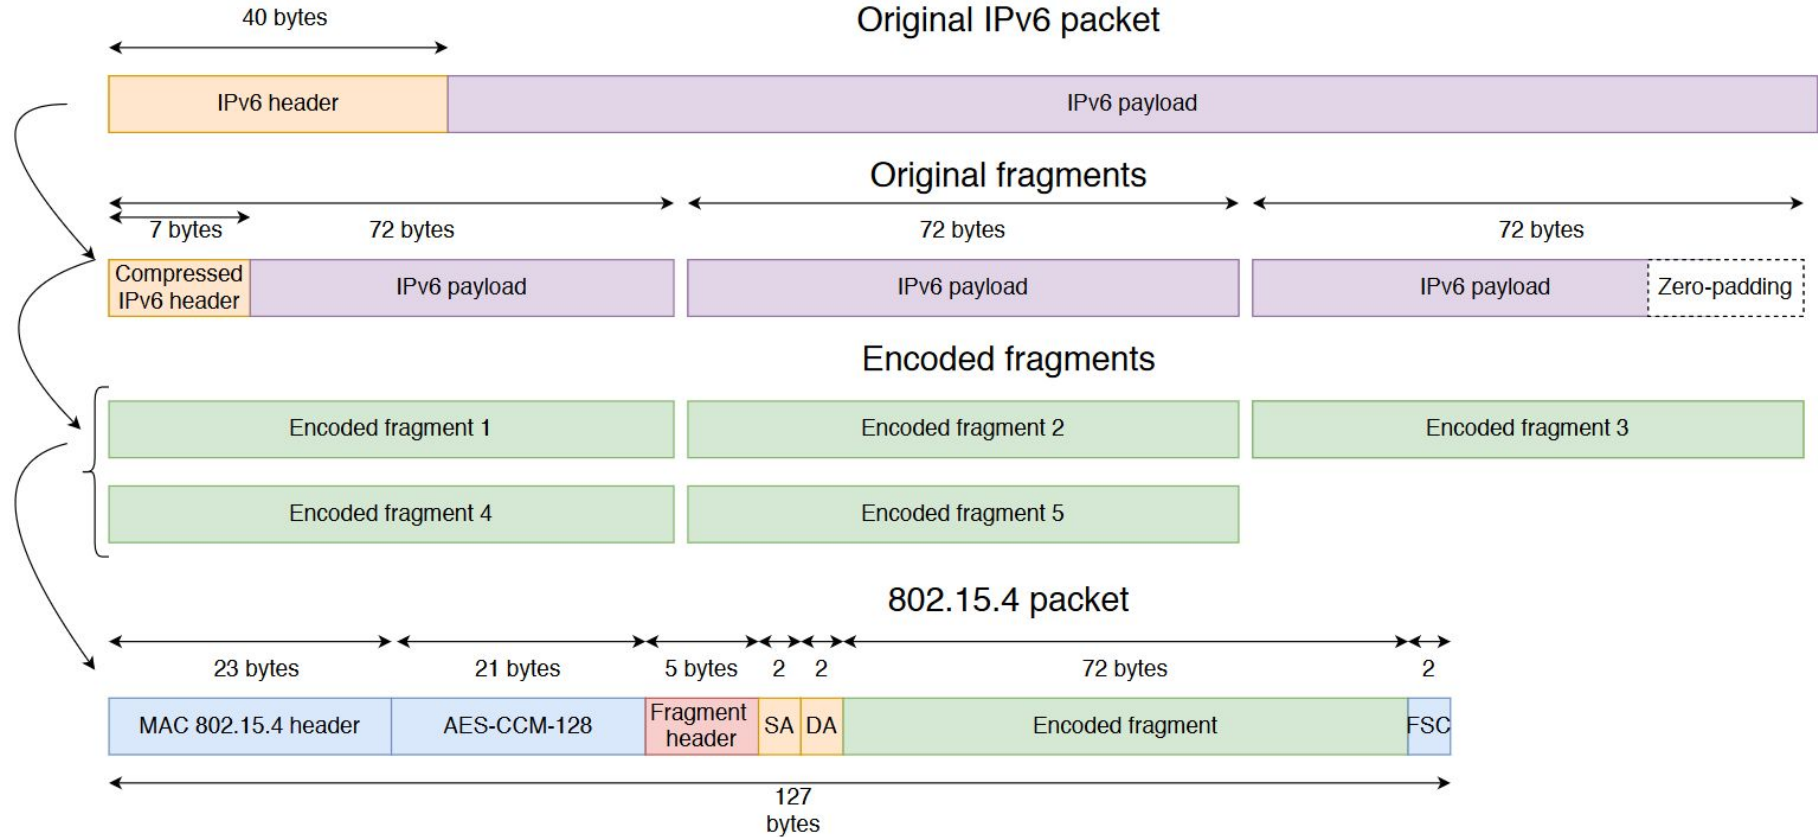 40 bytes
Original IPv6 packet
IPv6 header
IPv6 payload
Original fragments
7 bytes
72 bytes
72 bytes
72 bytes
Compressed
IPv6 header
IPv6 payload
IPv6 payload
IPv6 payload
Zero-padding
Encoded fragments
Encoded fragment 1
Encoded fragment 2
Encoded fragment 3
Encoded fragment 4
Encoded fragment 5
802.15.4 packet
23 bytes
21 bytes
5 bytes
2
2
72 bytes
2
MAC 802.15.4 header
AES-CCM-128
Fragment
header
SA
DA
Encoded fragment
FSC
127
bytes